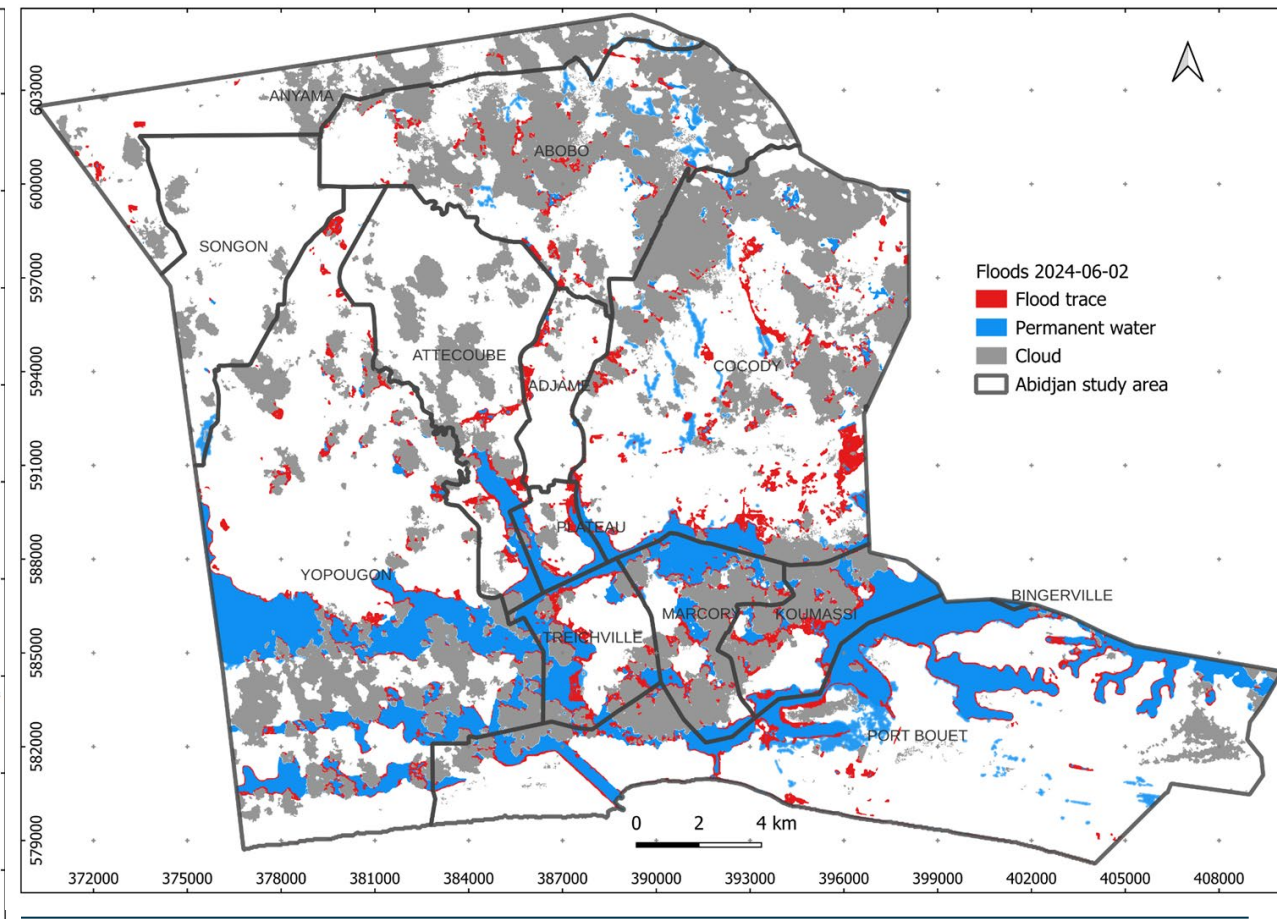 603000
600000
597000
594000
591000
588000
585000
582000
579000
ANYAMA
ABOBO
SONGON
ATTECOUBE
ADJAME
COCODY
PLATEAU
YOPOUGON
BINGERVILLE
MARCORY
KOUMASSI
TREICHVILLE
PORT BOUET
Floods 2024-06-02
Flood trace
Permanent water
Cloud
Abidjan study area
0 2 4 km
372000 375000 378000 381000 384000 387000 390000 393000 396000 399000 402000 405000 408000